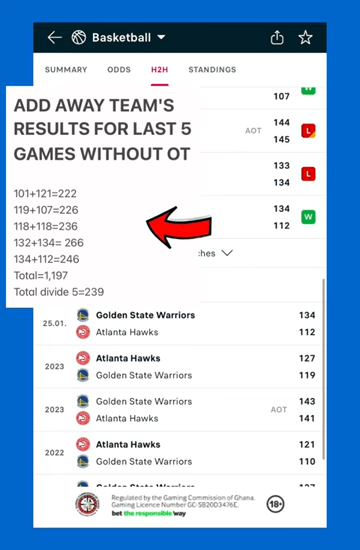 Basketball
SUMMARY ODDS H2H STANDINGS
W
107
ADD AWAY TEAM'S
RESULTS FOR LAST 5
GAMES WITHOUT OT
AOT 144
145 L
133
134 L
134
112 W
101+121=222
119+107=226
118+118=236
132+134= 266
134+112=246
Total=1,197
Total divide 5=239
ches
25.01. Golden State Warriors 134
Atlanta Hawks 112
2023 Atlanta Hawks 127
Golden State Warriors 119
2023 Golden State Warriors AOT 143
Atlanta Hawks 141
2022 Atlanta Hawks 121
Golden State Warriors 110
Golden State Warriors 127
Regulated by the Gaming Commission of Ghana.
Gaming Licence Number GC-SB20D3476E.
bet the responsible way
18+